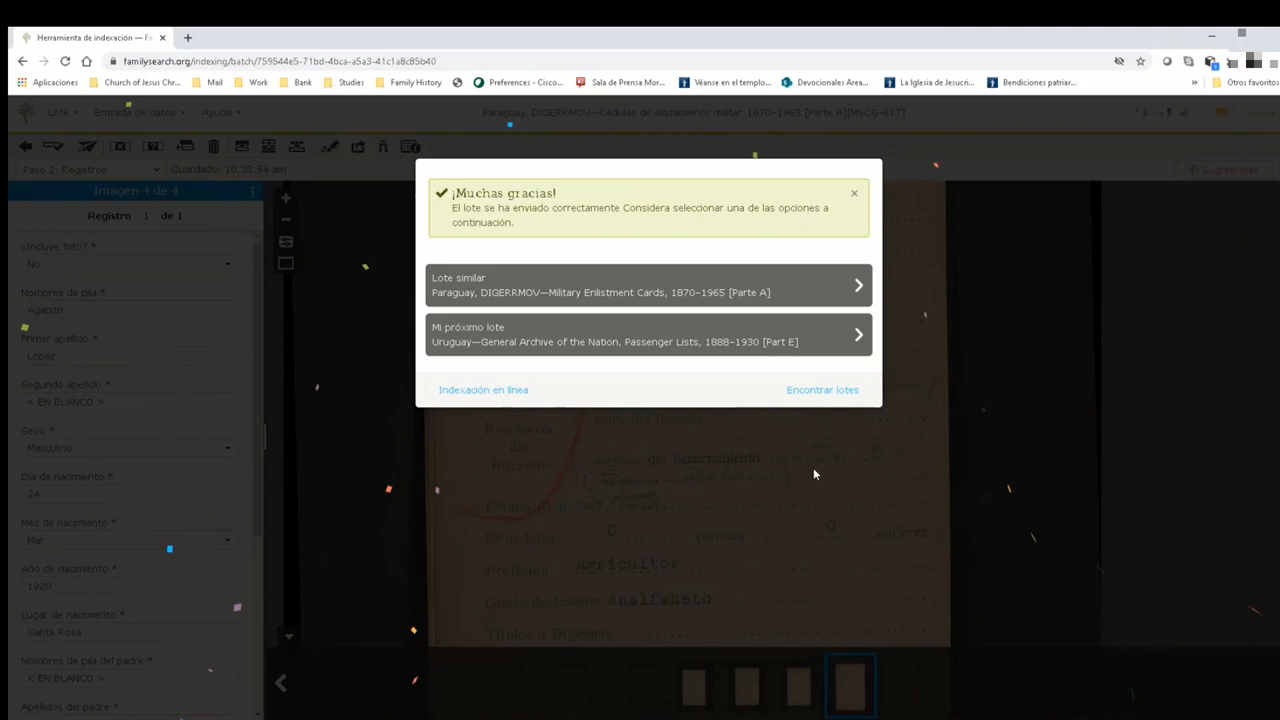 Herramienta de indexación — Fa
familysearch.org/indexing/batch/759544e5-71bd-4bca-a5a3-41c1a8c85b40
Aplicaciones
Church of Jesus Chr...
Mail
Work
Bank
Studies
Family History
Preferences - Cisco...
Sala de Prensa Mor...
Véanse en el templo...
Devocionales Area...
La Iglesia de Jesucri...
Bendiciones patriar...
»
Otros favoritos
Lote
Entrada de datos
Ayuda
Paraguay, DIGERRMOV—Cédulas de alistamiento militar, 1870-1965 [Parte A][MSCG-61T]
Paso 2: Registros
Guardado: 10:35:54 am
Sugerencias
Imagen 4 de 4
Registro 1 de 1
¿Incluye foto? *
No
Nombres de pila *
Agapito
Primer apellido *
Lopez
Segundo apellido *
< EN BLANCO >
Sexo *
Masculino
Día de nacimiento *
24
Mes de nacimiento *
Mar
Año de nacimiento *
1920
Lugar de nacimiento *
Santa Rosa
Nombres de pila del padre *
< EN BLANCO >
Apellidos del padre *
¡Muchas gracias!
El lote se ha enviado correctamente Considera seleccionar una de las opciones a
continuación.
Lote similar
Paraguay, DIGERRMOV—Military Enlistment Cards, 1870-1965 [Parte A]
Mi próximo lote
Uruguay—General Archive of the Nation, Passenger Lists, 1888-1930 [Part E]
Indexación en línea
Encontrar lotes
antes del llamado
Residencia
del
Inscripto
despues del licenciamiento
Estado Civil
Nº de hijos C varones C mujeres
Profesión Agricultor
Grado de Instruc. Analfabeto
Títulos ó Diplomas